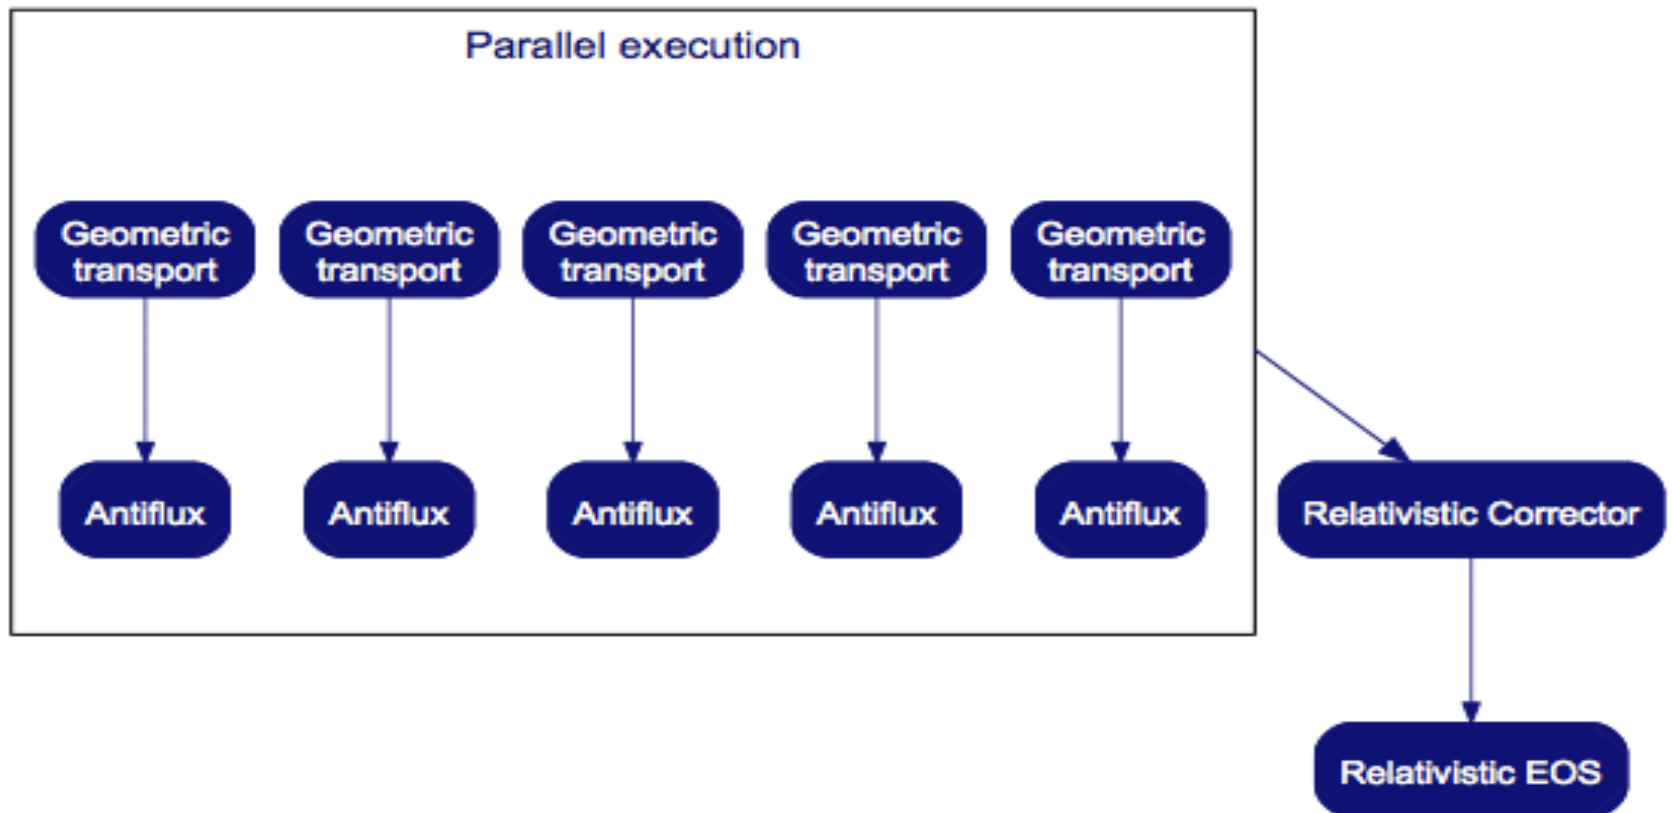 Parallel execution
Geometric
transport
Geometric
transport
Geometric
transport
Geometric
transport
Geometric
transport
Antiflux
Antiflux
Antiflux
Antiflux
Antiflux
Relativistic Corrector
Relativistic EOS